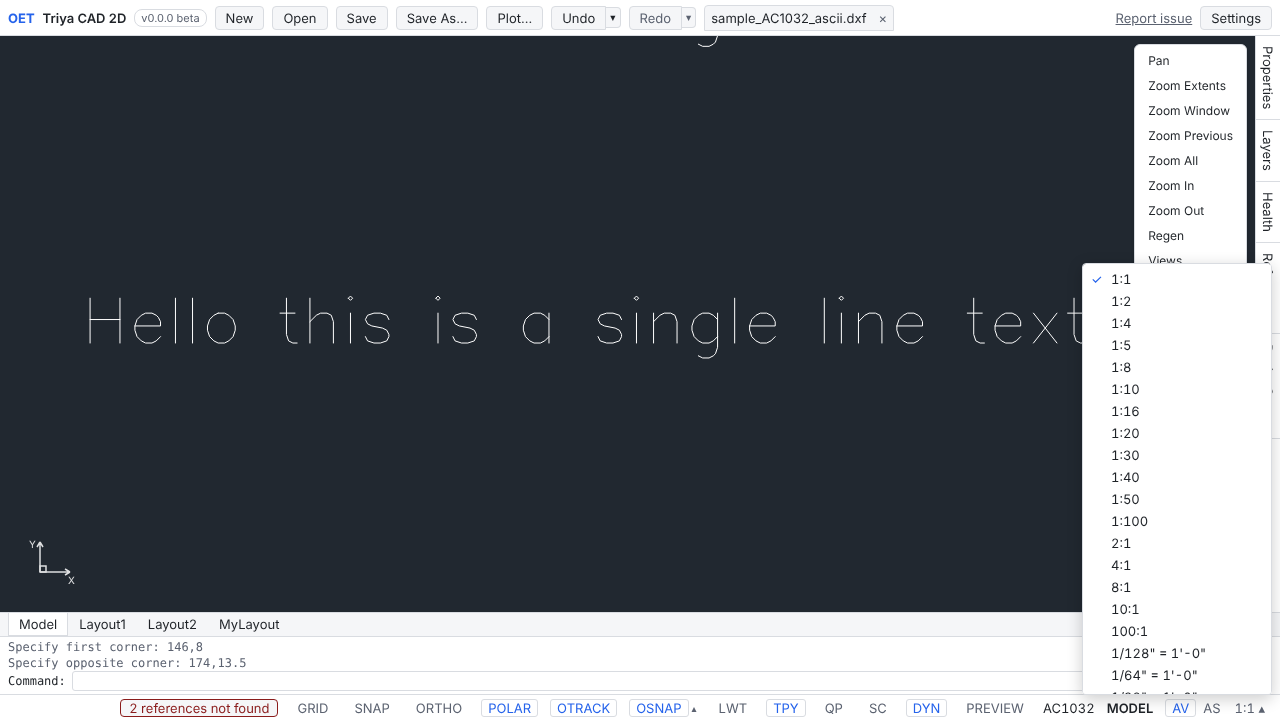 OET Triya CAD 2D v0.0.0 beta New Open Save Save As... Plot... Undo ▾ Redo ▾ sample_AC1032_ascii.dxf × Report issue Settings
Pan
Zoom Extents
Zoom Window
Zoom Previous
Zoom All
Zoom In
Zoom Out
Regen
Views
Properties
Layers
Health
1:1
1:2
1:4
1:5
1:8
1:10
1:16
1:20
1:30
1:40
1:50
1:100
2:1
4:1
8:1
10:1
100:1
1/128" = 1'-0"
1/64" = 1'-0"
Hello this is a single line text
Y
X
Model Layout1 Layout2 MyLayout
Specify first corner: 146,8
Specify opposite corner: 174,13.5
Command:
2 references not found GRID SNAP ORTHO POLAR OTRACK OSNAP ▴ LWT TPY QP SC DYN PREVIEW AC1032 MODEL AV AS 1:1 ▴